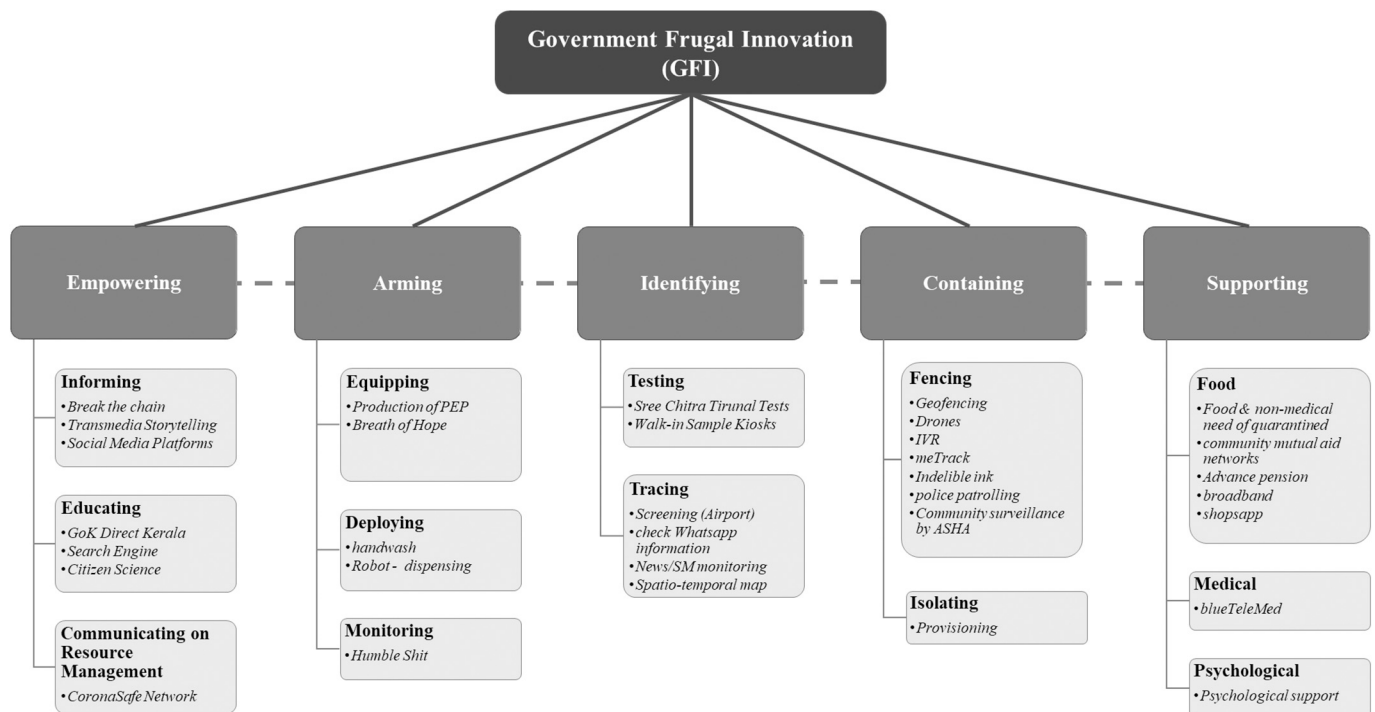 Government Frugal Innovation
(GFI)
Empowering
Arming
Identifying
Containing
Supporting
Informing
• Break the chain
• Transmedia Storytelling
• Social Media Platforms
Educating
• GoK Direct Kerala
• Search Engine
• Citizen Science
Communicating on
Resource
Management
• CoronaSafe Network
Equipping
• Production of PEP
• Breath of Hope
Deploying
• handwash
• Robot - dispensing
Monitoring
• Humble Shit
Testing
• Sree Chitra Tirunal Tests
• Walk-in Sample Kiosks
Tracing
• Screening (Airport)
• check Whatsapp
information
• News/SM monitoring
• Spatio-temporal map
Fencing
• Geofencing
• Drones
• IVR
• meTrack
• Indelible ink
• police patrolling
• Community surveillance
by ASHA
Isolating
• Provisioning
Food
• Food & non-medical
need of quarantined
• community mutual aid
networks
• Advance pension
• broadband
• shopsapp
Medical
• blueTeleMed
Psychological
• Psychological support